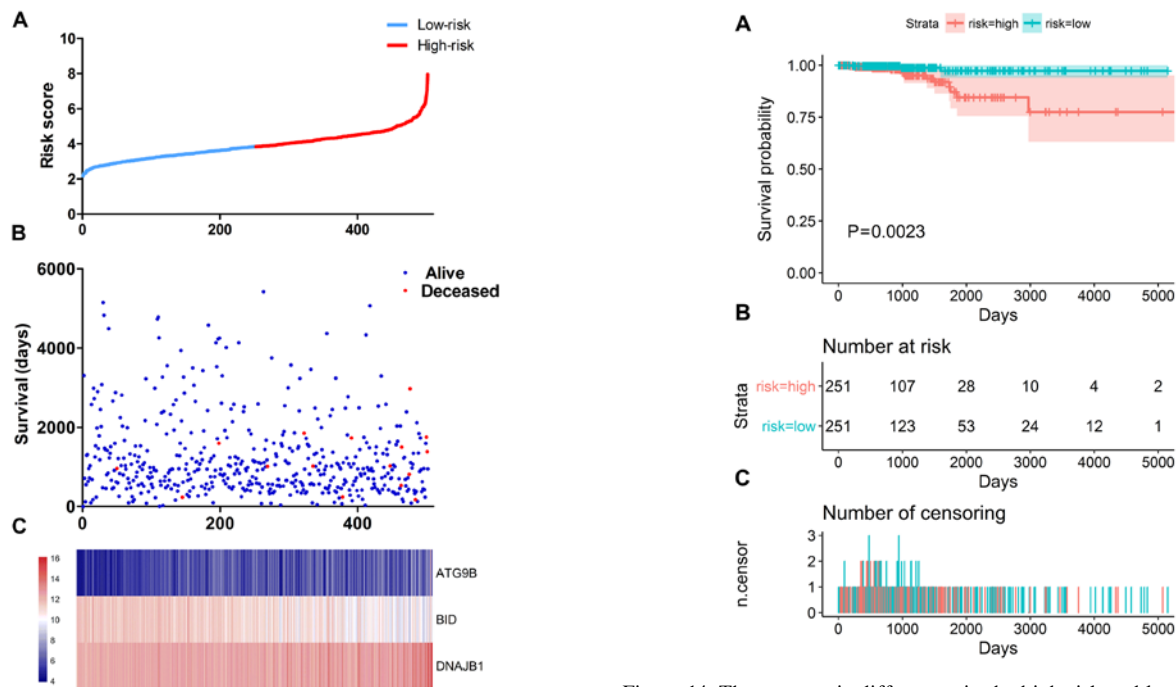 A
Low-risk
High-risk
10
8
6
4
2
0
Risk score
0 200 400
B
Alive
Deceased
6000
4000
2000
0
Survival (days)
0 200 400
C
16
14
12
10
8
6
4
ATG9B
BID
DNAJB1
A
Strata risk=high risk=low
1.00
0.75
0.50
0.25
0.00
Survival probability
P=0.0023
0 1000 2000 3000 4000 5000
Days
B
Number at risk
Strata
risk=high 251 107 28 10 4 2
risk=low 251 123 53 24 12 1
0 1000 2000 3000 4000 5000
Days
C
Number of censoring
n.censor
3
2
1
0
0 1000 2000 3000 4000 5000
Days